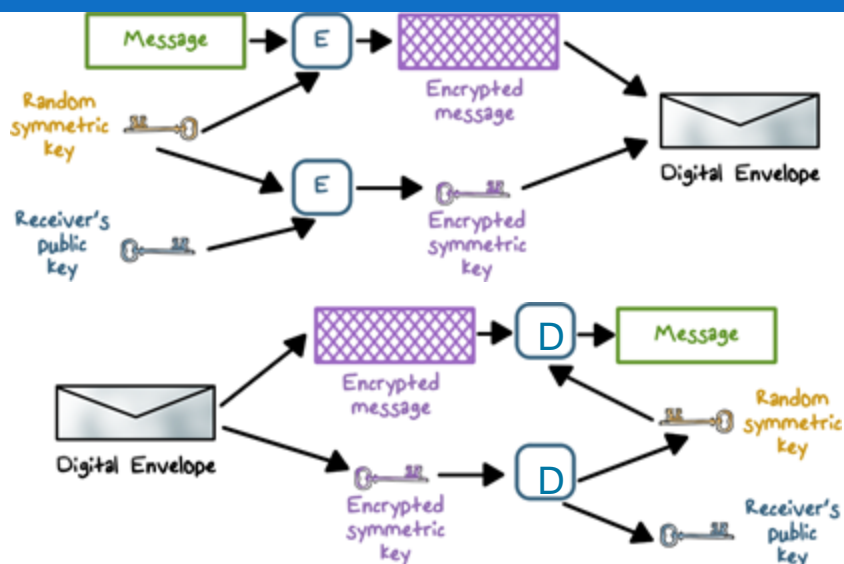 Message
E
Encrypted
message
Random
symmetric
key
E
Digital Envelope
Receiver's
public
key
Encrypted
symmetric
key
D
Message
Encrypted
message
Random
symmetric
key
Digital Envelope
D
Encrypted
symmetric
key
Receiver's
public
key